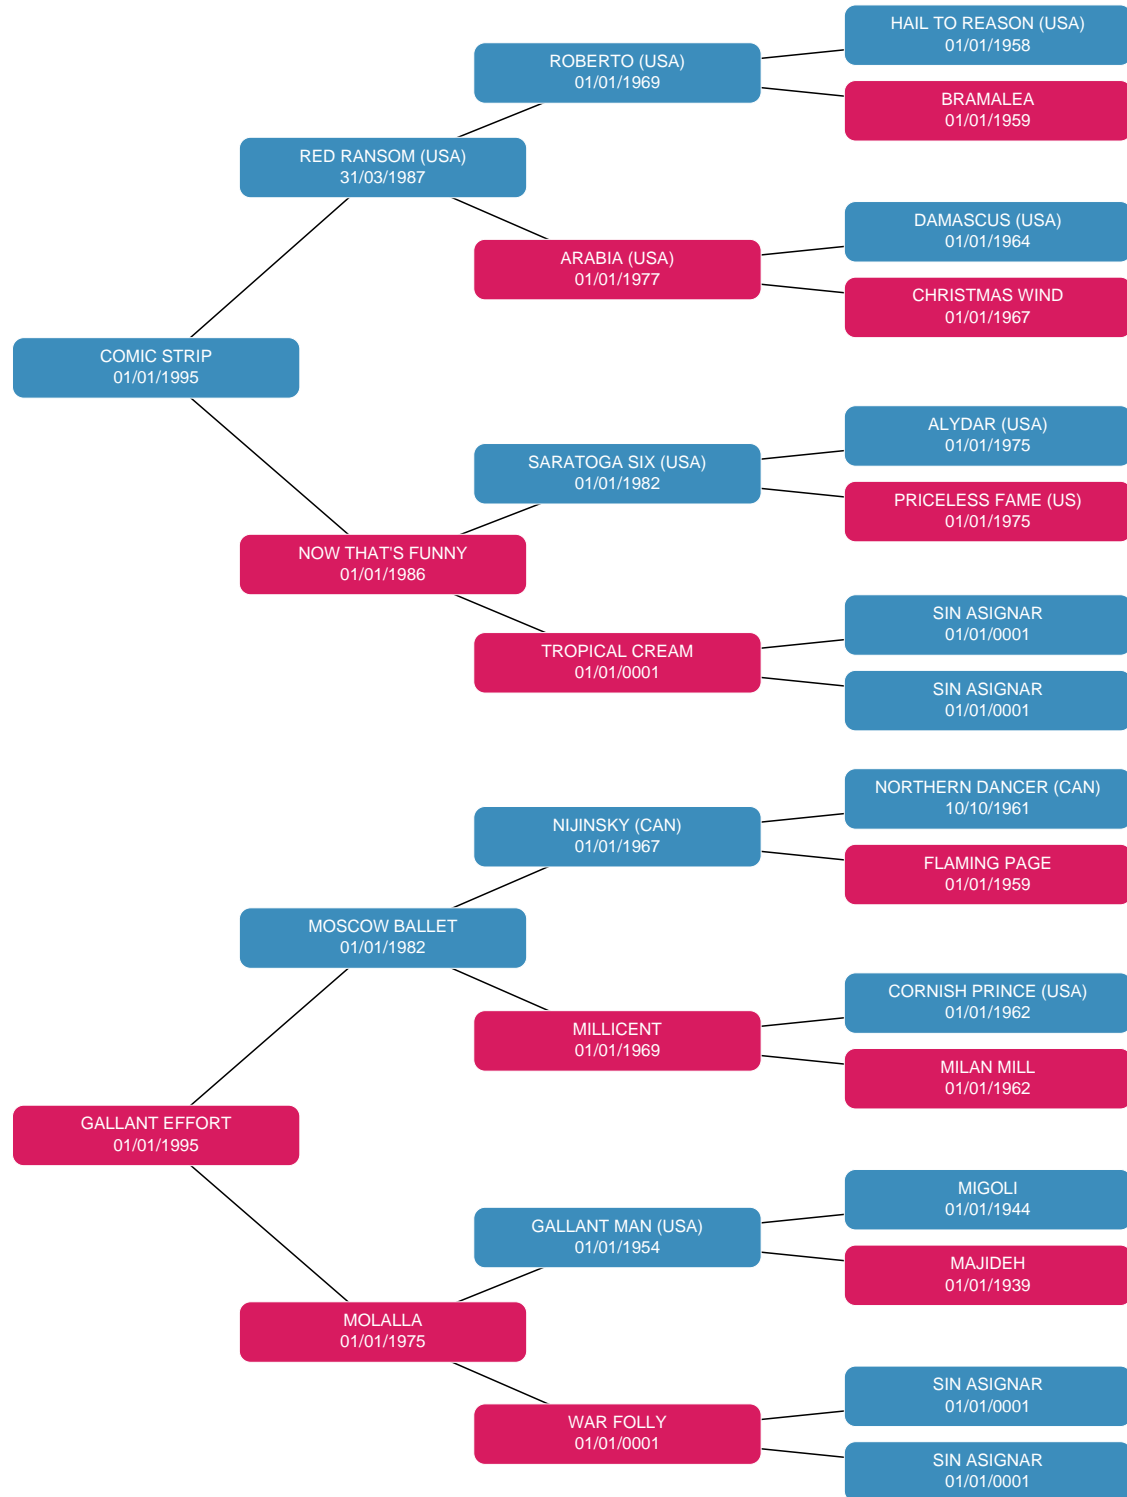 HAIL TO REASON (USA)
01/01/1958
ROBERTO (USA)
01/01/1969
BRAMALEA
01/01/1959
RED RANSOM (USA)
31/03/1987
DAMASCUS (USA)
01/01/1964
ARABIA (USA)
01/01/1977
CHRISTMAS WIND
01/01/1967
COMIC STRIP
01/01/1995
ALYDAR (USA)
01/01/1975
SARATOGA SIX (USA)
01/01/1982
PRICELESS FAME (US)
01/01/1975
NOW THAT'S FUNNY
01/01/1986
SIN ASIGNAR
01/01/0001
TROPICAL CREAM
01/01/0001
SIN ASIGNAR
01/01/0001
NORTHERN DANCER (CAN)
10/10/1961
NIJINSKY (CAN)
01/01/1967
FLAMING PAGE
01/01/1959
MOSCOW BALLET
01/01/1982
CORNISH PRINCE (USA)
01/01/1962
MILLICENT
01/01/1969
MILAN MILL
01/01/1962
GALLANT EFFORT
01/01/1995
MIGOLI
01/01/1944
GALLANT MAN (USA)
01/01/1954
MAJIDEH
01/01/1939
MOLALLA
01/01/1975
SIN ASIGNAR
01/01/0001
WAR FOLLY
01/01/0001
SIN ASIGNAR
01/01/0001